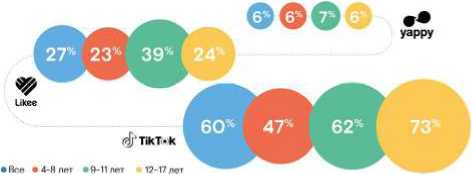 6% 6% 7% 6%
yappy
27% 23% 39% 24%
Likee
TikTok
60% 47% 62% 73%
Все 4-8 лет 9-11 лет 12-17 лет